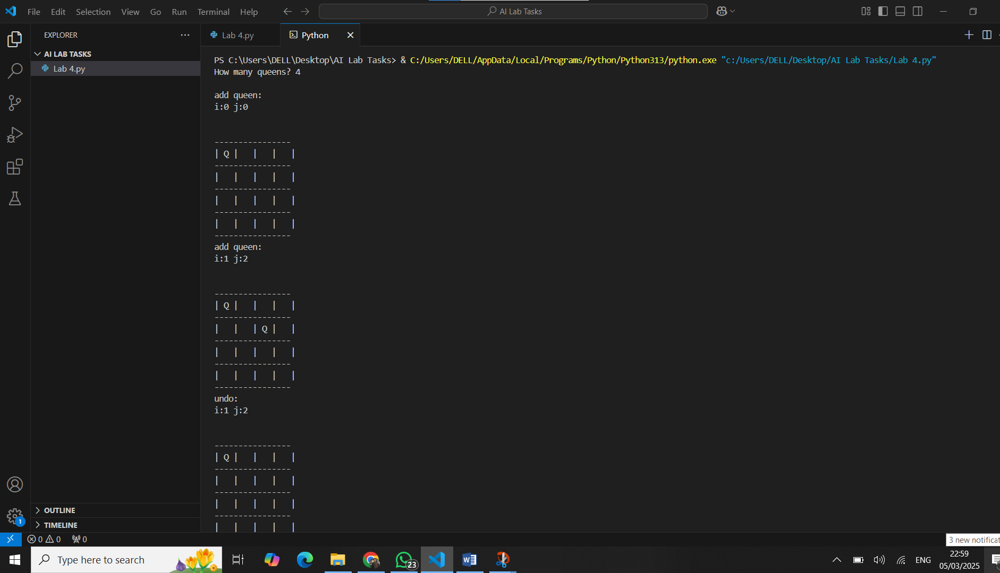 File Edit Selection View Go Run Terminal Help
AI Lab Tasks
EXPLORER
Lab 4.py
Python
AI LAB TASKS
Lab 4.py
PS C:\Users\DELL\Desktop\AI Lab Tasks> & C:/Users/DELL/AppData/Local/Programs/Python/Python313/python.exe "c:/Users/DELL/Desktop/AI Lab Tasks/Lab 4.py"
How many queens? 4
add queen:
i:0 j:0
----------------
| Q |   |   |   |
----------------
|   |   |   |   |
----------------
|   |   |   |   |
----------------
|   |   |   |   |
----------------
add queen:
i:1 j:2
----------------
| Q |   |   |   |
----------------
|   |   | Q |   |
----------------
|   |   |   |   |
----------------
|   |   |   |   |
----------------
undo:
i:1 j:2
----------------
| Q |   |   |   |
----------------
|   |   |   |   |
----------------
|   |   |   |   |
----------------
|   |   |   |   |
OUTLINE
1
TIMELINE
0 0 0
3 new notificat
Type here to search
23
ENG
22:59
05/03/2025